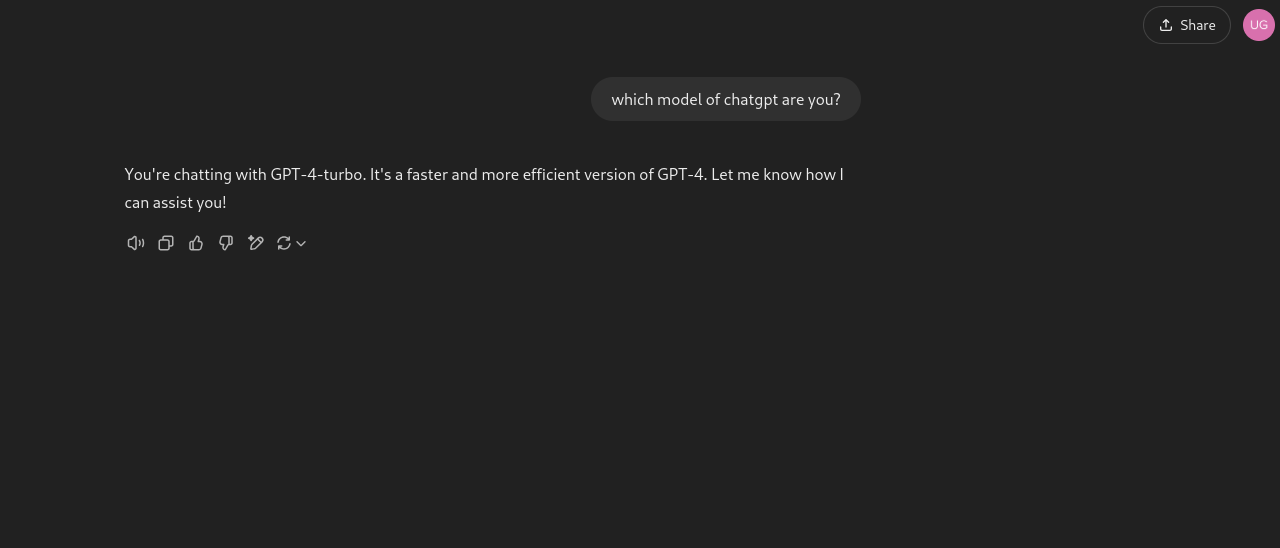 Share
UG
which model of chatgpt are you?
You're chatting with GPT-4-turbo. It's a faster and more efficient version of GPT-4. Let me know how I
can assist you!